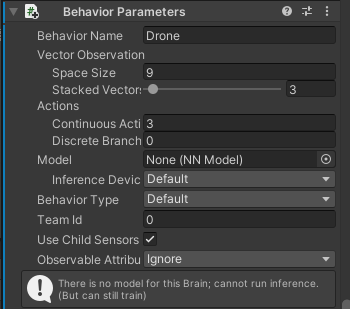 Behavior Parameters
Behavior Name Drone
Vector Observation
Space Size 9
Stacked Vectors 3
Actions
Continuous Acti 3
Discrete Branch 0
Model None (NN Model)
Inference Devic Default
Behavior Type Default
Team Id 0
Use Child Sensors
Observable Attribu Ignore
There is no model for this Brain; cannot run inference.
(But can still train)